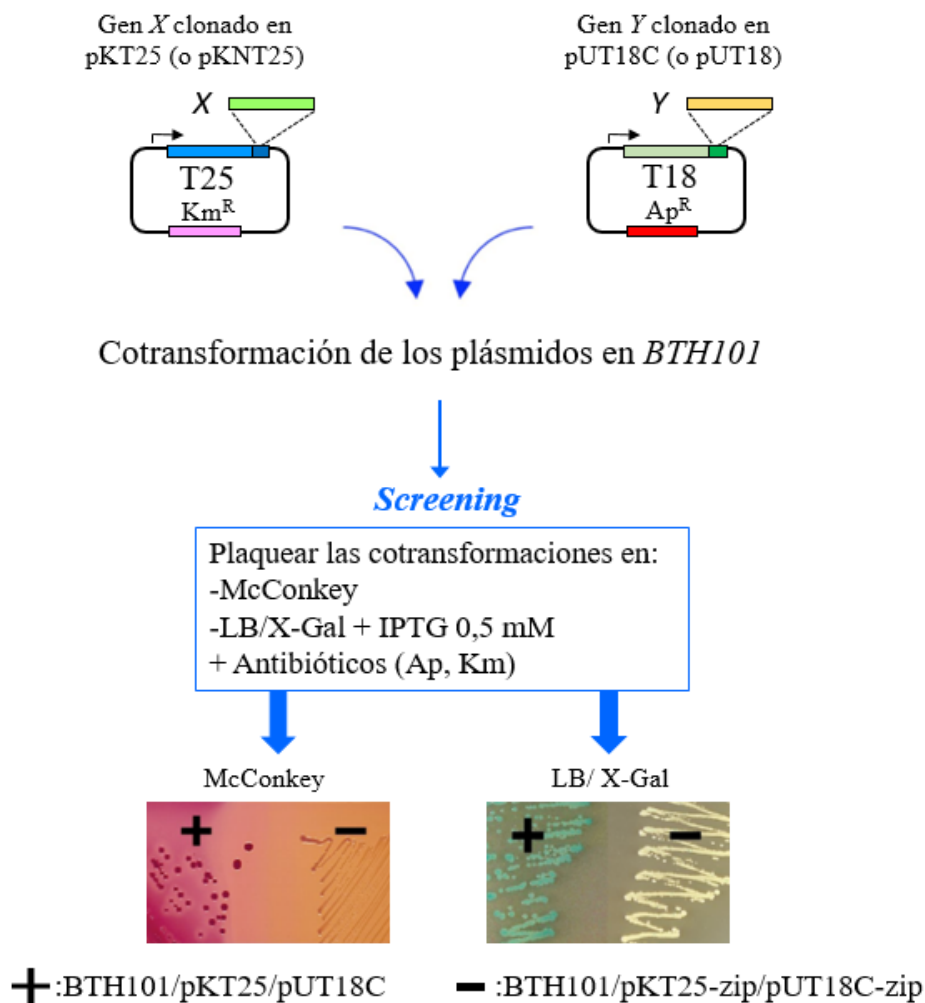 Gen X clonado en
pKT25 (o pKNT25)
Gen Y clonado en
pUT18C (o pUT18)
X
Y
T25
Km^R
T18
Ap^R
Cotransformación de los plásmidos en BTH101
Screening
Plaquear las cotransformaciones en:
-McConkey
-LB/X-Gal + IPTG 0,5 mM
+ Antibióticos (Ap, Km)
McConkey
LB/ X-Gal
+
−
+
−
+ :BTH101/pKT25/pUT18C
− :BTH101/pKT25-zip/pUT18C-zip